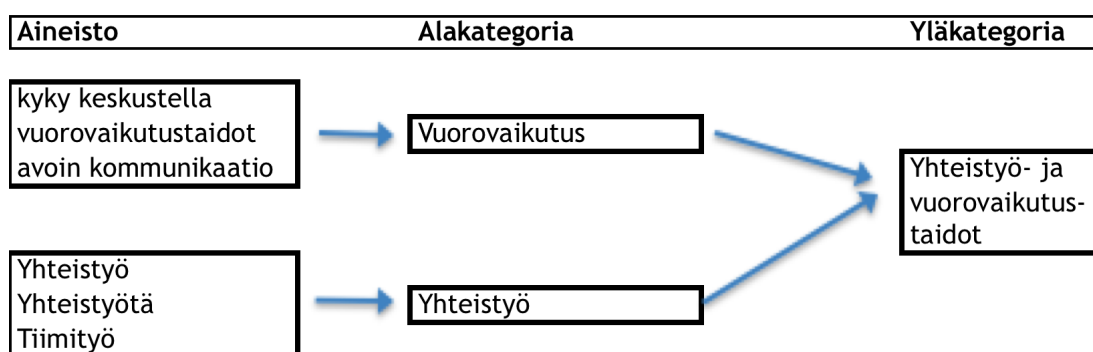 Aineisto Alakategoria Yläkategoria
kyky keskustella
vuorovaikutustaidot
avoin kommunikaatio
Vuorovaikutus
Yhteistyö- ja
vuorovaikutus-
taidot
Yhteistyö
Yhteistyötä
Tiimityö
Yhteistyö